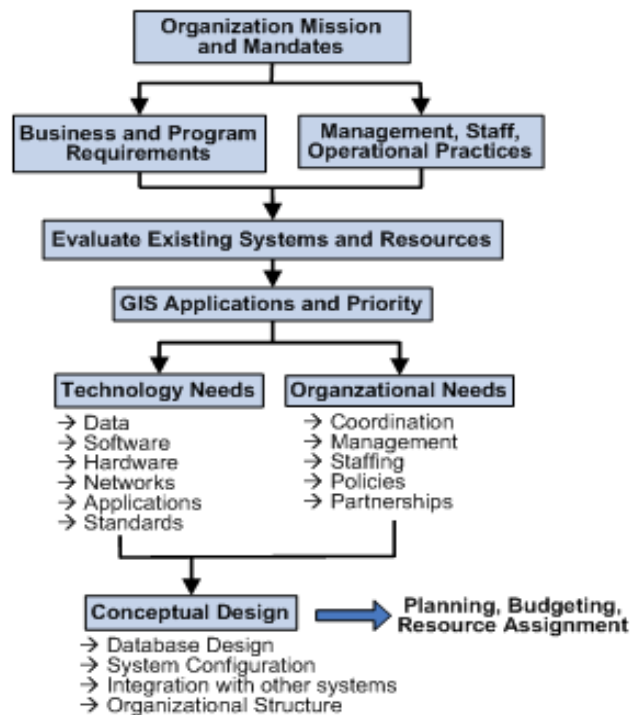 Organization Mission
and Mandates
Business and Program
Requirements
Management, Staff,
Operational Practices
Evaluate Existing Systems and Resources
GIS Applications and Priority
Technology Needs
→ Data
→ Software
→ Hardware
→ Networks
→ Applications
→ Standards
Organzational Needs
→ Coordination
→ Management
→ Staffing
→ Policies
→ Partnerships
Conceptual Design
→ Database Design
→ System Configuration
→ Integration with other systems
→ Organizational Structure
Planning, Budgeting,
Resource Assignment